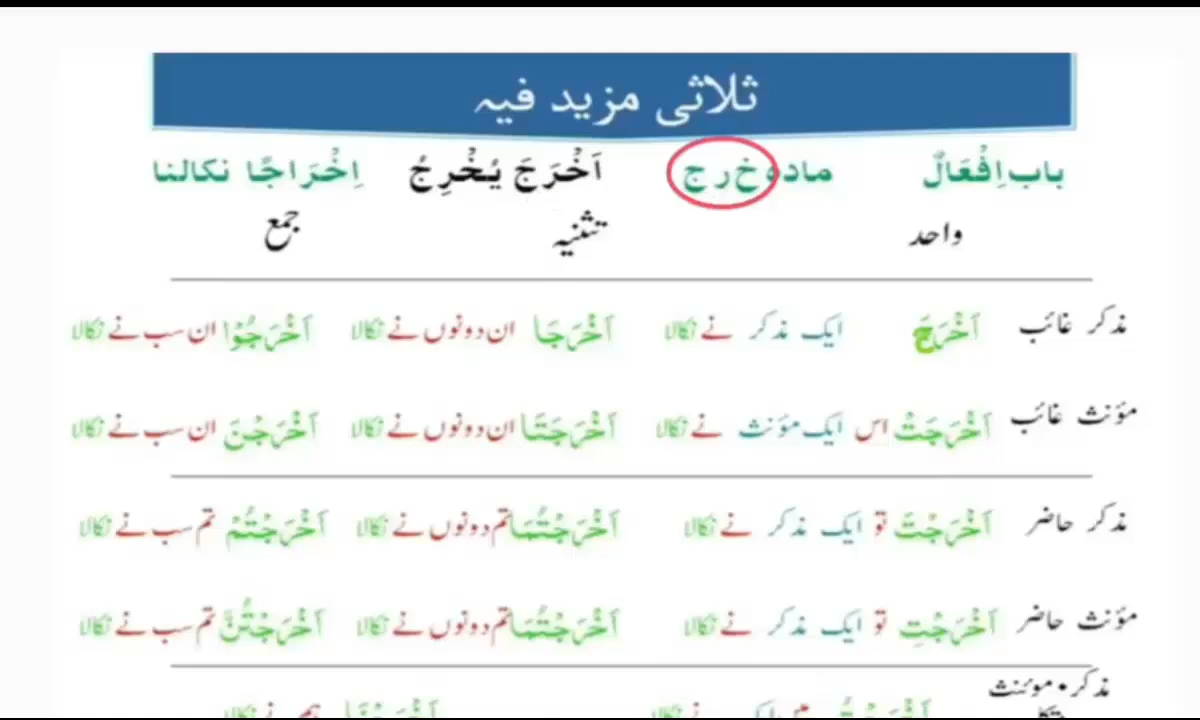 ثلاثی مزید فیہ
باب اِفْعَالٌ مادہ خ ر ج اَخْرَجَ یُخْرِجُ اِخْرَاجًا نکالنا
واحد تثنیہ جمع
مذکر غائب اَخْرَجَ ایک مذکر نے نکالا اَخْرَجَا ان دونوں نے نکالا اَخْرَجُوْا ان سب نے نکالا
مؤنث غائب اَخْرَجَتْ اس ایک مؤنث نے نکالا اَخْرَجَتَا ان دونوں نے نکالا اَخْرَجْنَ ان سب نے نکالا
مذکر حاضر اَخْرَجْتَ تو ایک مذکر نے نکالا اَخْرَجْتُمَا تم دونوں نے نکالا اَخْرَجْتُمْ تم سب نے نکالا
مؤنث حاضر اَخْرَجْتِ تو ایک مذکر نے نکالا اَخْرَجْتُمَا تم دونوں نے نکالا اَخْرَجْتُنَّ تم سب نے نکالا
مذکر • موئنث